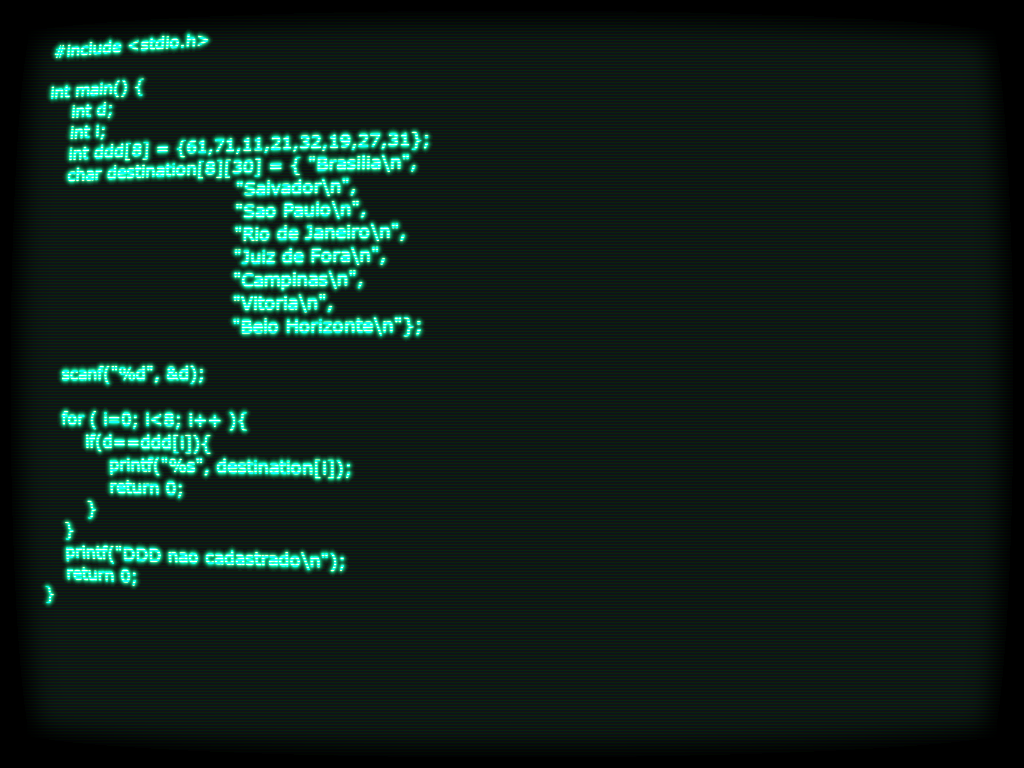 #include <stdio.h>
int main() {
int d;
int i;
int ddd[8] = {61,71,11,21,32,19,27,31};
char destination[8][30] = { "Brasilia\n",
"Salvador\n",
"Sao Paulo\n",
"Rio de Janeiro\n",
"Juiz de Fora\n",
"Campinas\n",
"Vitoria\n",
"Belo Horizonte\n"};
scanf("%d", &d);
for ( i=0; i<8; i++ ){
if(d==ddd[i]){
printf("%s", destination[i]);
return 0;
}
}
printf("DDD nao cadastrado\n");
return 0;
}